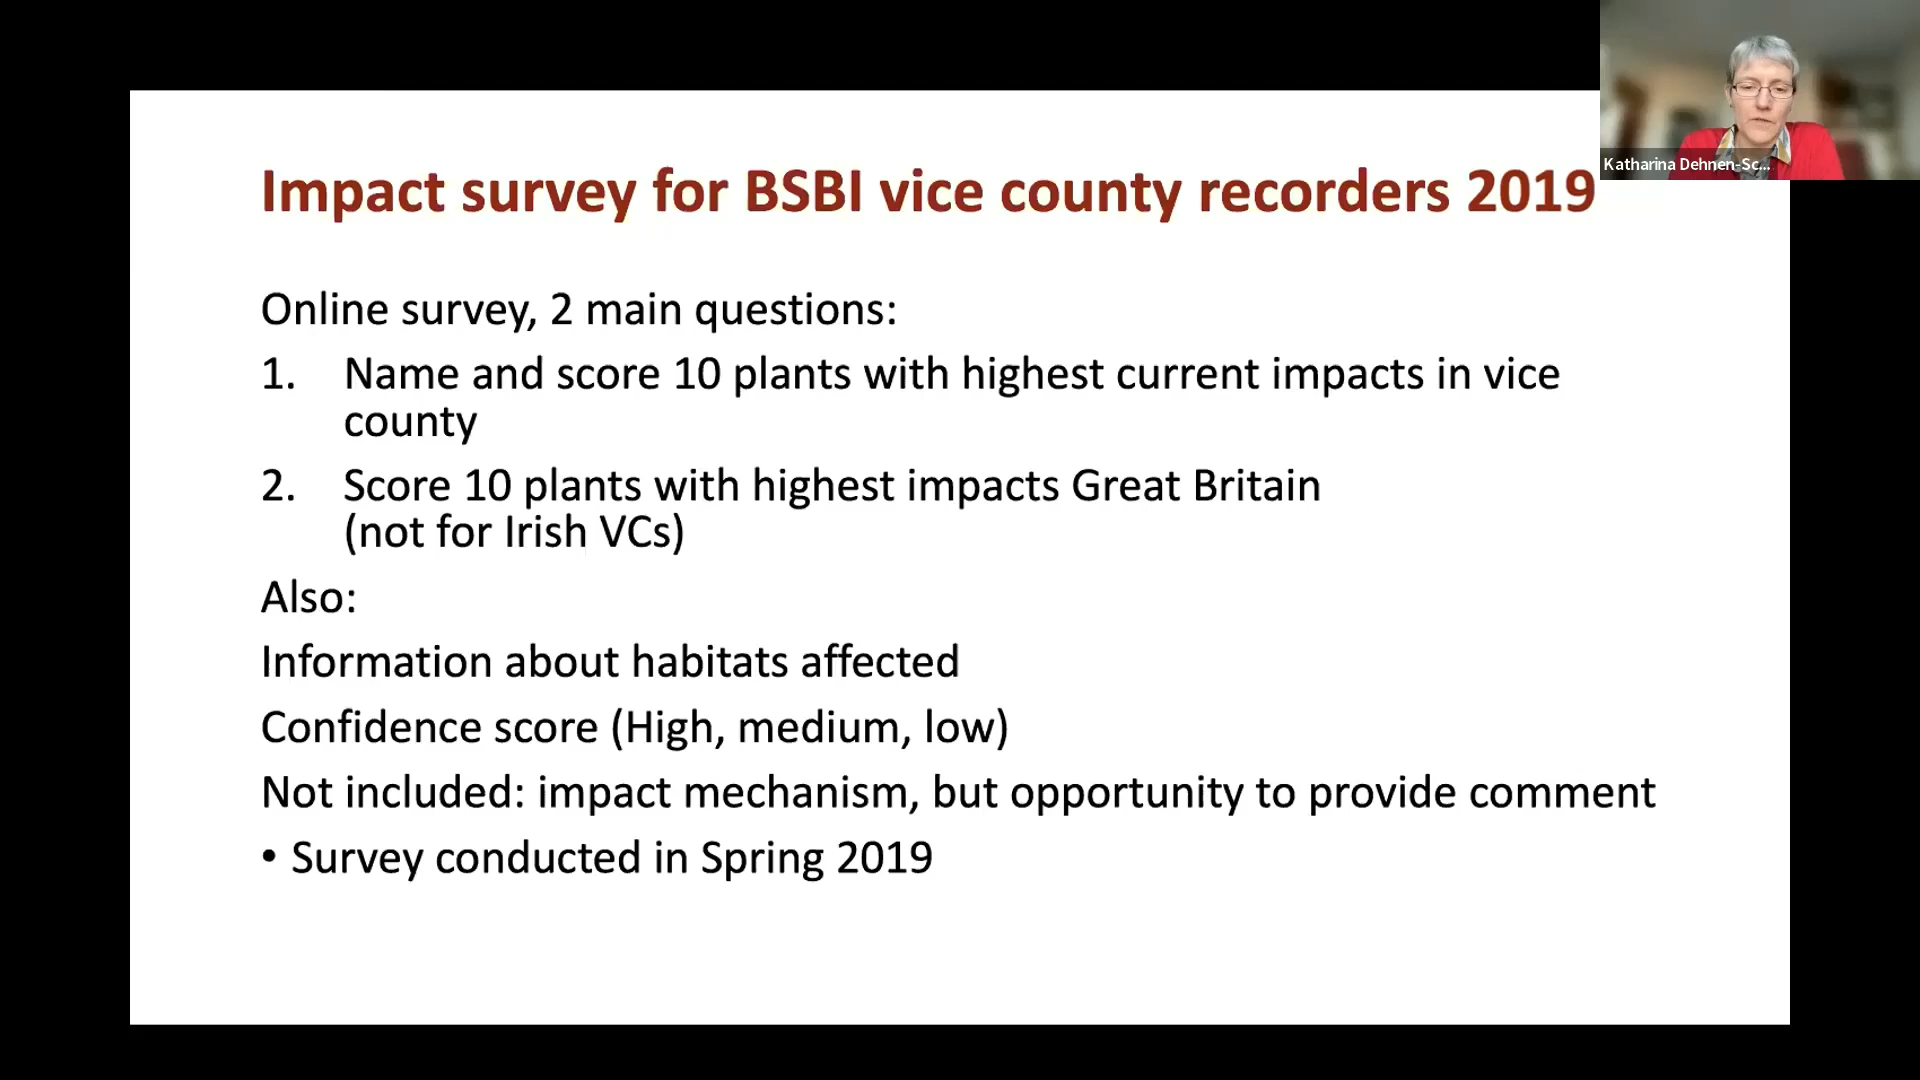 Katharina Dehnen-Sc...
Impact survey for BSBI vice county recorders 2019
Online survey, 2 main questions:
1. Name and score 10 plants with highest current impacts in vice
county
2. Score 10 plants with highest impacts Great Britain
(not for Irish VCs)
Also:
Information about habitats affected
Confidence score (High, medium, low)
Not included: impact mechanism, but opportunity to provide comment
• Survey conducted in Spring 2019